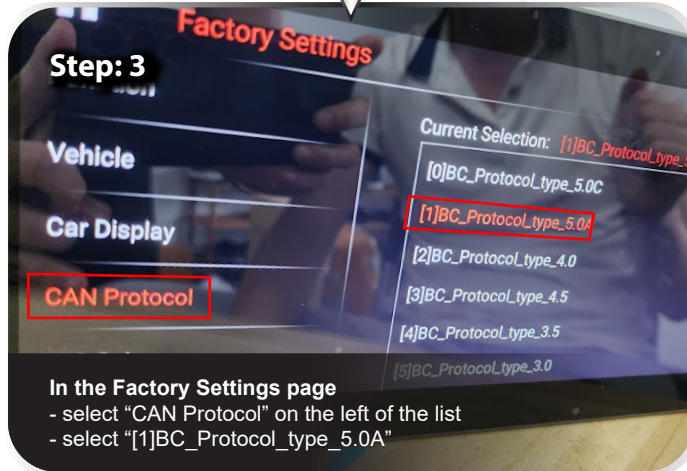 Factory Settings
Step: 3
Vehicle
Car Display
CAN Protocol
Current Selection: [1]BC_Protocol_type_5
[0]BC_Protocol_type_5.0C
[1]BC_Protocol_type_5.0A
[2]BC_Protocol_type_4.0
[3]BC_Protocol_type_4.5
[4]BC_Protocol_type_3.5
[5]BC_Protocol_type_3.0
In the Factory Settings page
- select “CAN Protocol” on the left of the list
- select “[1]BC_Protocol_type_5.0A”